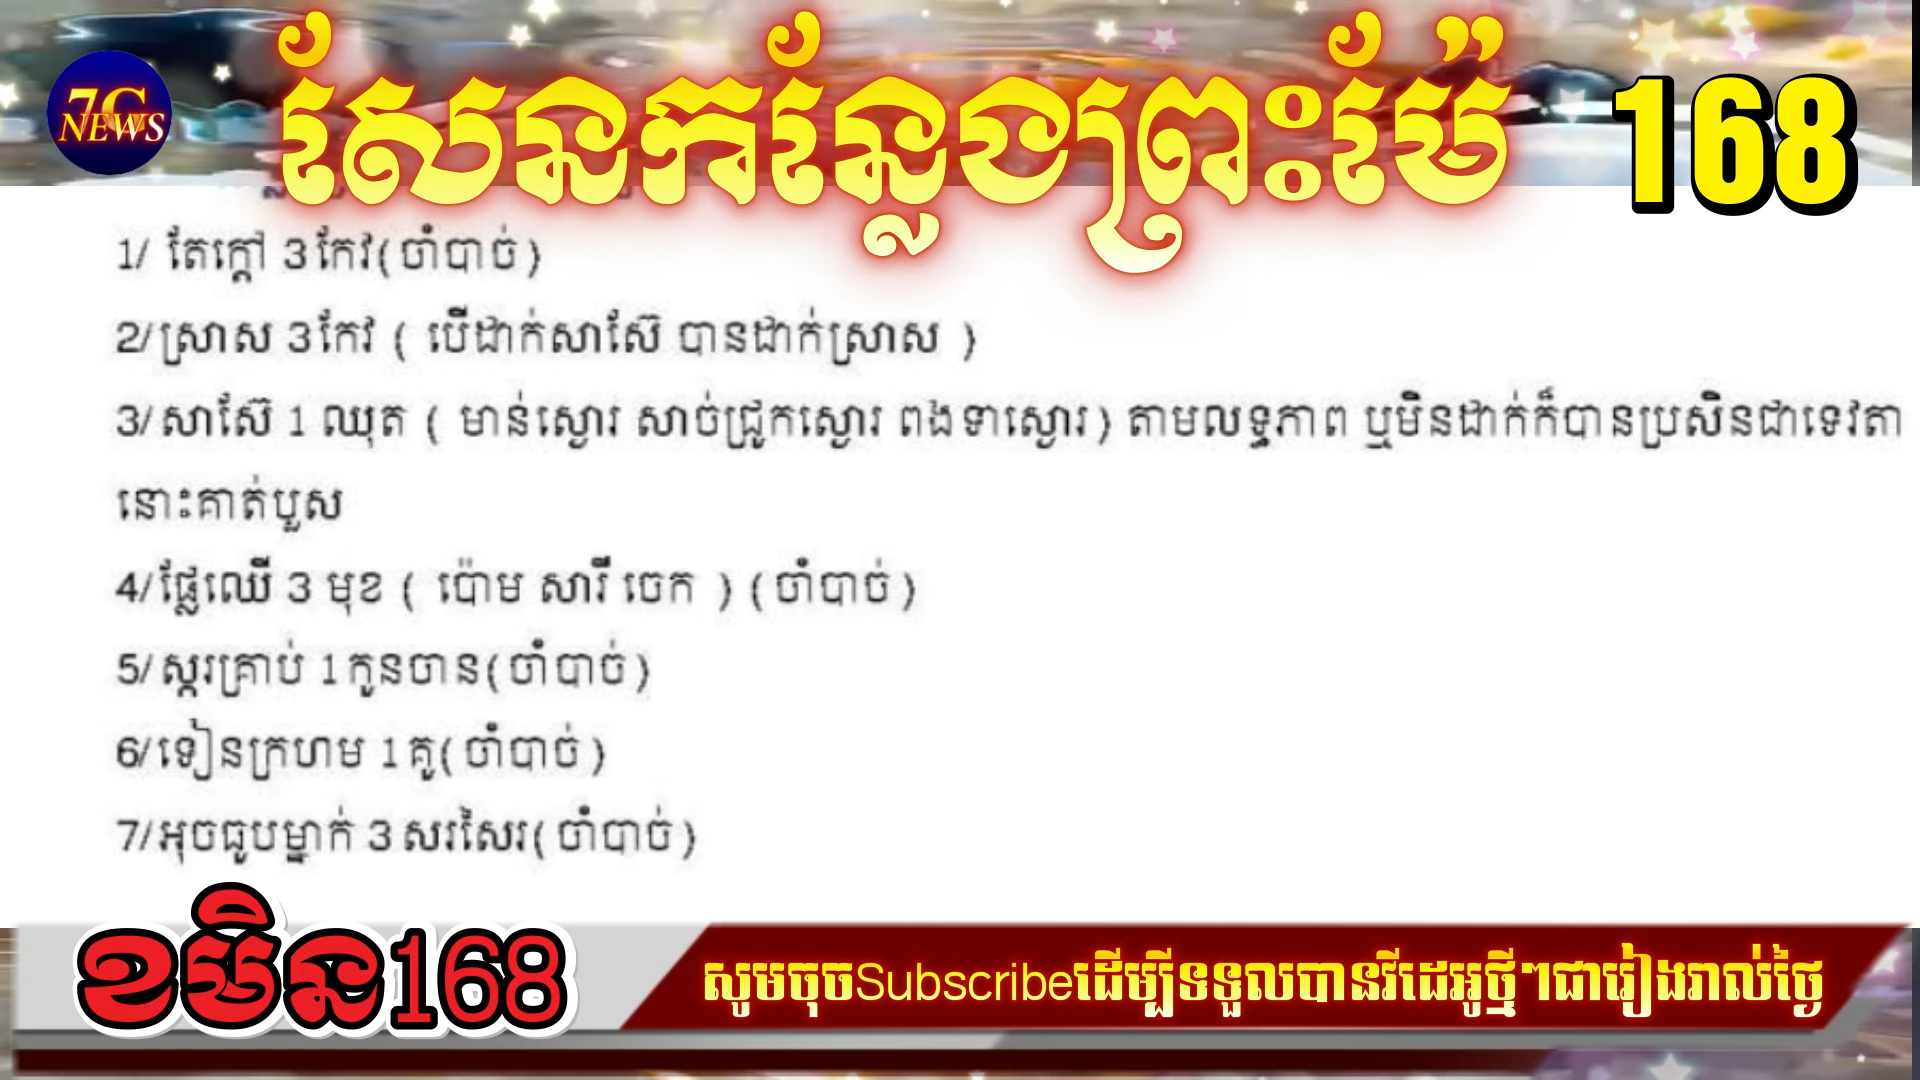 7G
NEWS
សែនកន្លែងព្រះម៉ែ 168
1/ តែក្តៅ 3 កែវ(ចាំបាច់)
2/ ស្រាស 3 កែវ ( បើដាក់សាស៊ែ បានដាក់ស្រាស )
3/ សាស៊ែ 1 ឈុត ( មាន់ស្ងោរ សាច់ជ្រូកស្ងោរ ពងទាស្ងោរ) តាមលទ្ធភាព ឬមិនដាក់ក៏បានប្រសិនជាទេវតា
នោះគាត់បួស
4/ ផ្លែឈើ 3 មុខ ( ប៉ោម សារី ចេក ) (ចាំបាច់)
5/ ស្ករគ្រាប់ 1 កូនចាន(ចាំបាច់)
6/ ទៀនក្រហម 1 គូ(ចាំបាច់)
7/ អុចធូបម្នាក់ 3 សរសៃរ(ចាំបាច់)
ខមិន168
សូមចុចSubscribeដើម្បីទទួលបានវីដេអូថ្មីៗជារៀងរាល់ថ្ងៃ